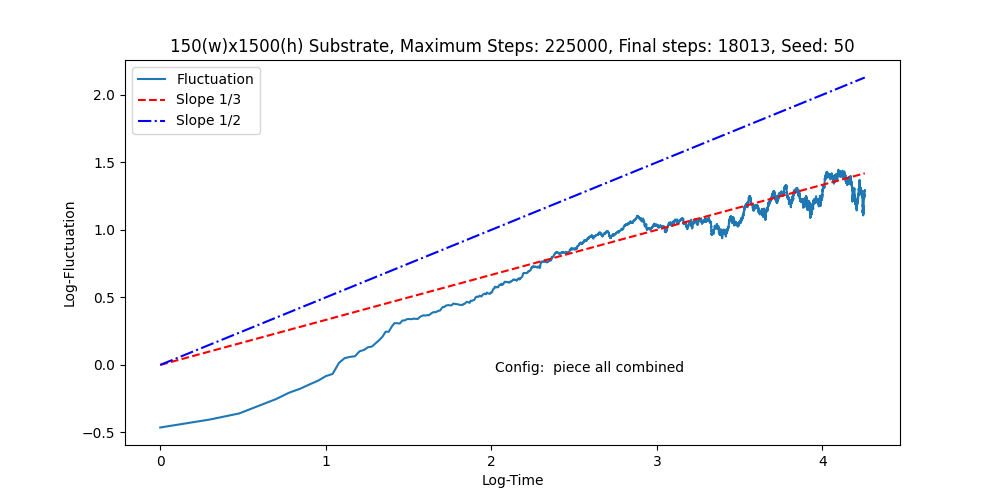 150(w)x1500(h) Substrate, Maximum Steps: 225000, Final steps: 18013, Seed: 50
Fluctuation
Slope 1/3
Slope 1/2
2.0
1.5
1.0
0.5
0.0
−0.5
Log-Fluctuation
Config:  piece all combined
0
1
2
3
4
Log-Time